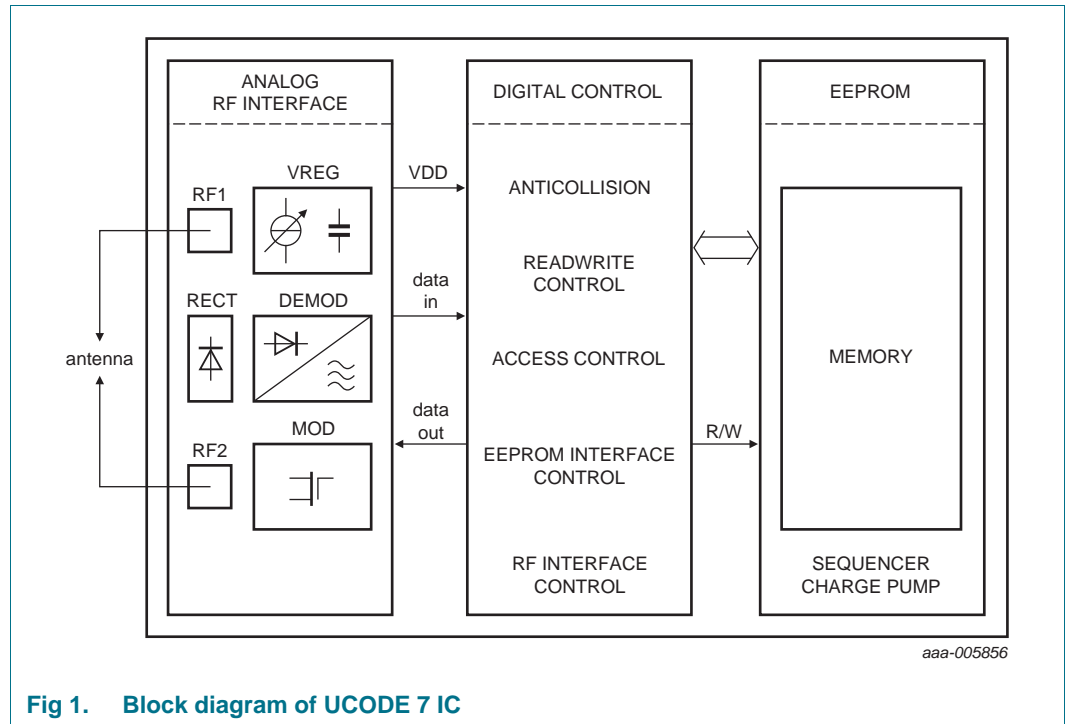 ANALOG
RF INTERFACE
RF1
VREG
RECT
DEMOD
antenna
RF2
MOD
VDD
data
in
data
out
DIGITAL CONTROL
ANTICOLLISION
READWRITE
CONTROL
ACCESS CONTROL
EEPROM INTERFACE
CONTROL
RF INTERFACE
CONTROL
R/W
EEPROM
MEMORY
SEQUENCER
CHARGE PUMP
aaa-005856
Fig 1. Block diagram of UCODE 7 IC